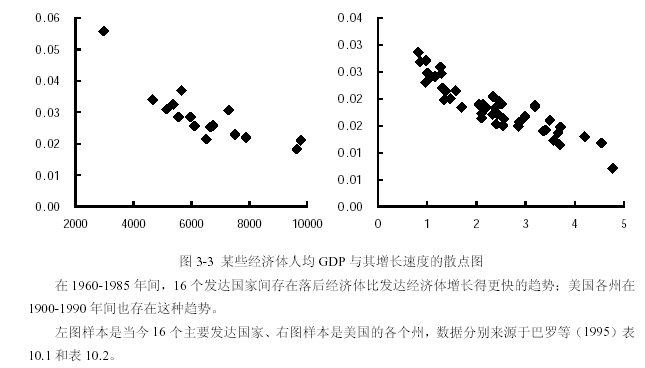 0.06
0.05
0.04
0.03
0.02
0.01
0.00
2000 4000 6000 8000 10000
0.04
0.03
0.03
0.02
0.02
0.01
0.01
0.00
0 1 2 3 4 5
图 3-3 某些经济体人均 GDP 与其增长速度的散点图
在 1960-1985 年间，16 个发达国家间存在落后经济体比发达经济体增长得更快的趋势；美国各州在
1900-1990 年间也存在这种趋势。
左图样本是当今 16 个主要发达国家、右图样本是美国的各个州，数据分别来源于巴罗等（1995）表
10.1 和表 10.2。